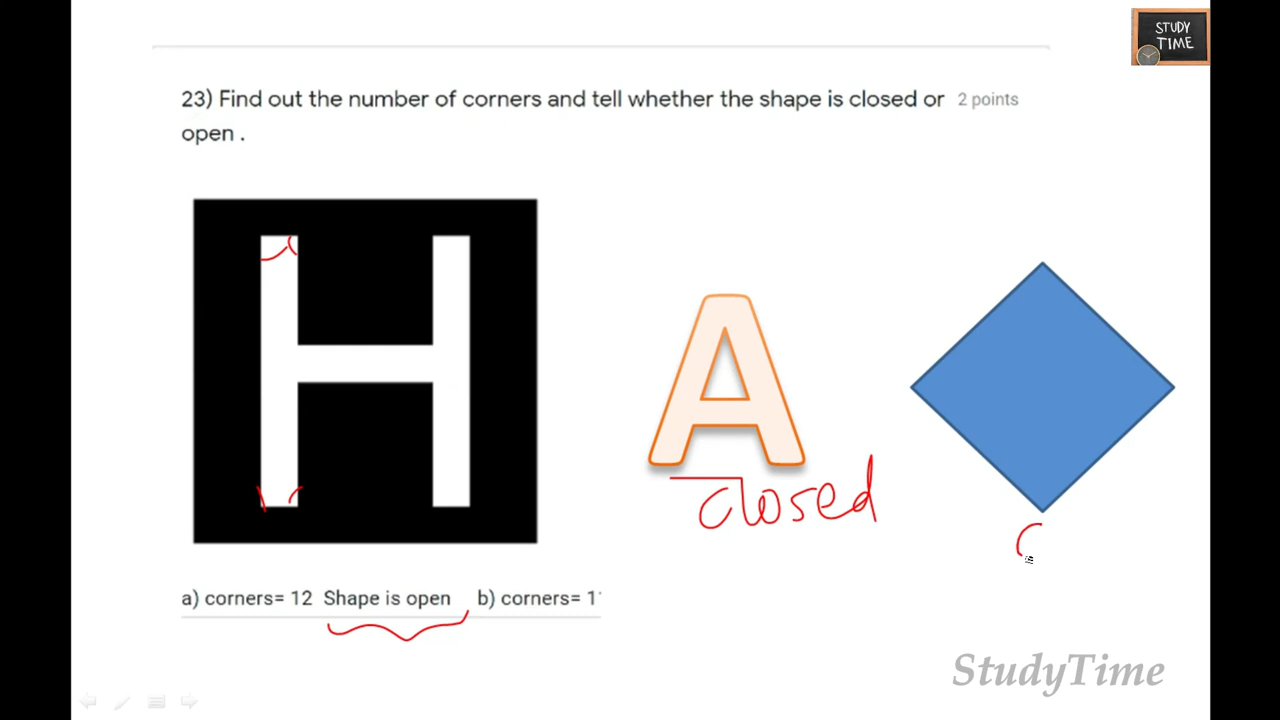 STUDY
TIME
23) Find out the number of corners and tell whether the shape is closed or 2 points
open .
H
A
closed
a) corners= 12 Shape is open b) corners= 1
StudyTime